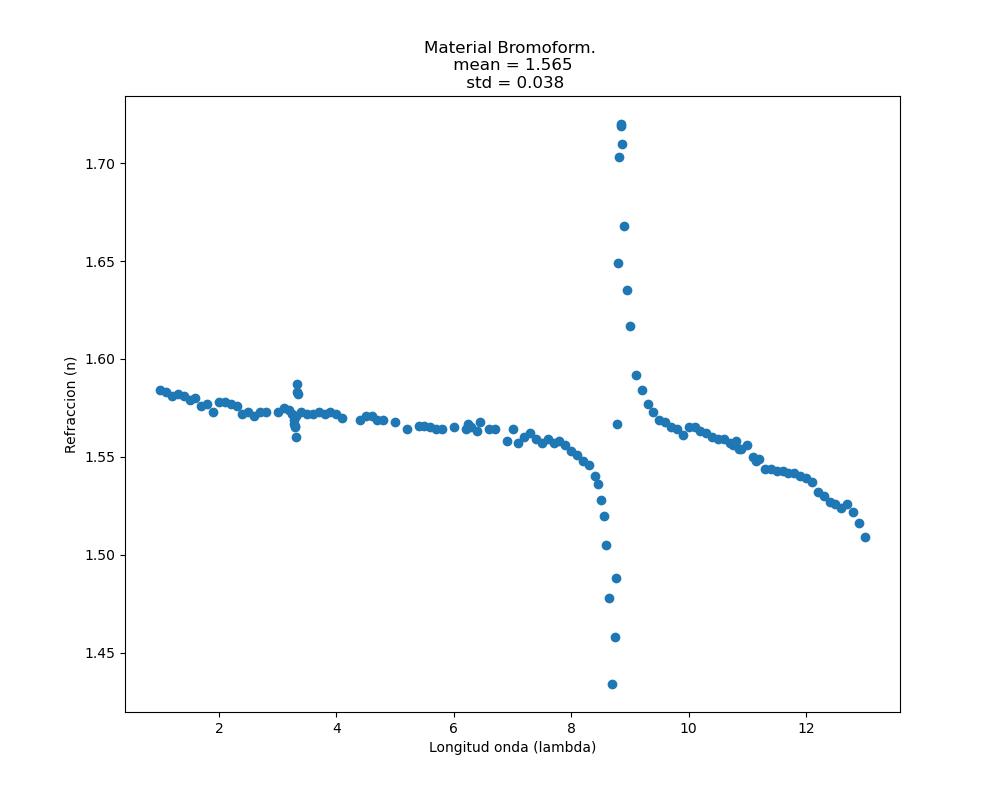 Material Bromoform.
mean = 1.565
std = 0.038
1.70
1.65
1.60
1.55
1.50
1.45
Refraccion (n)
2 4 6 8 10 12
Longitud onda (lambda)